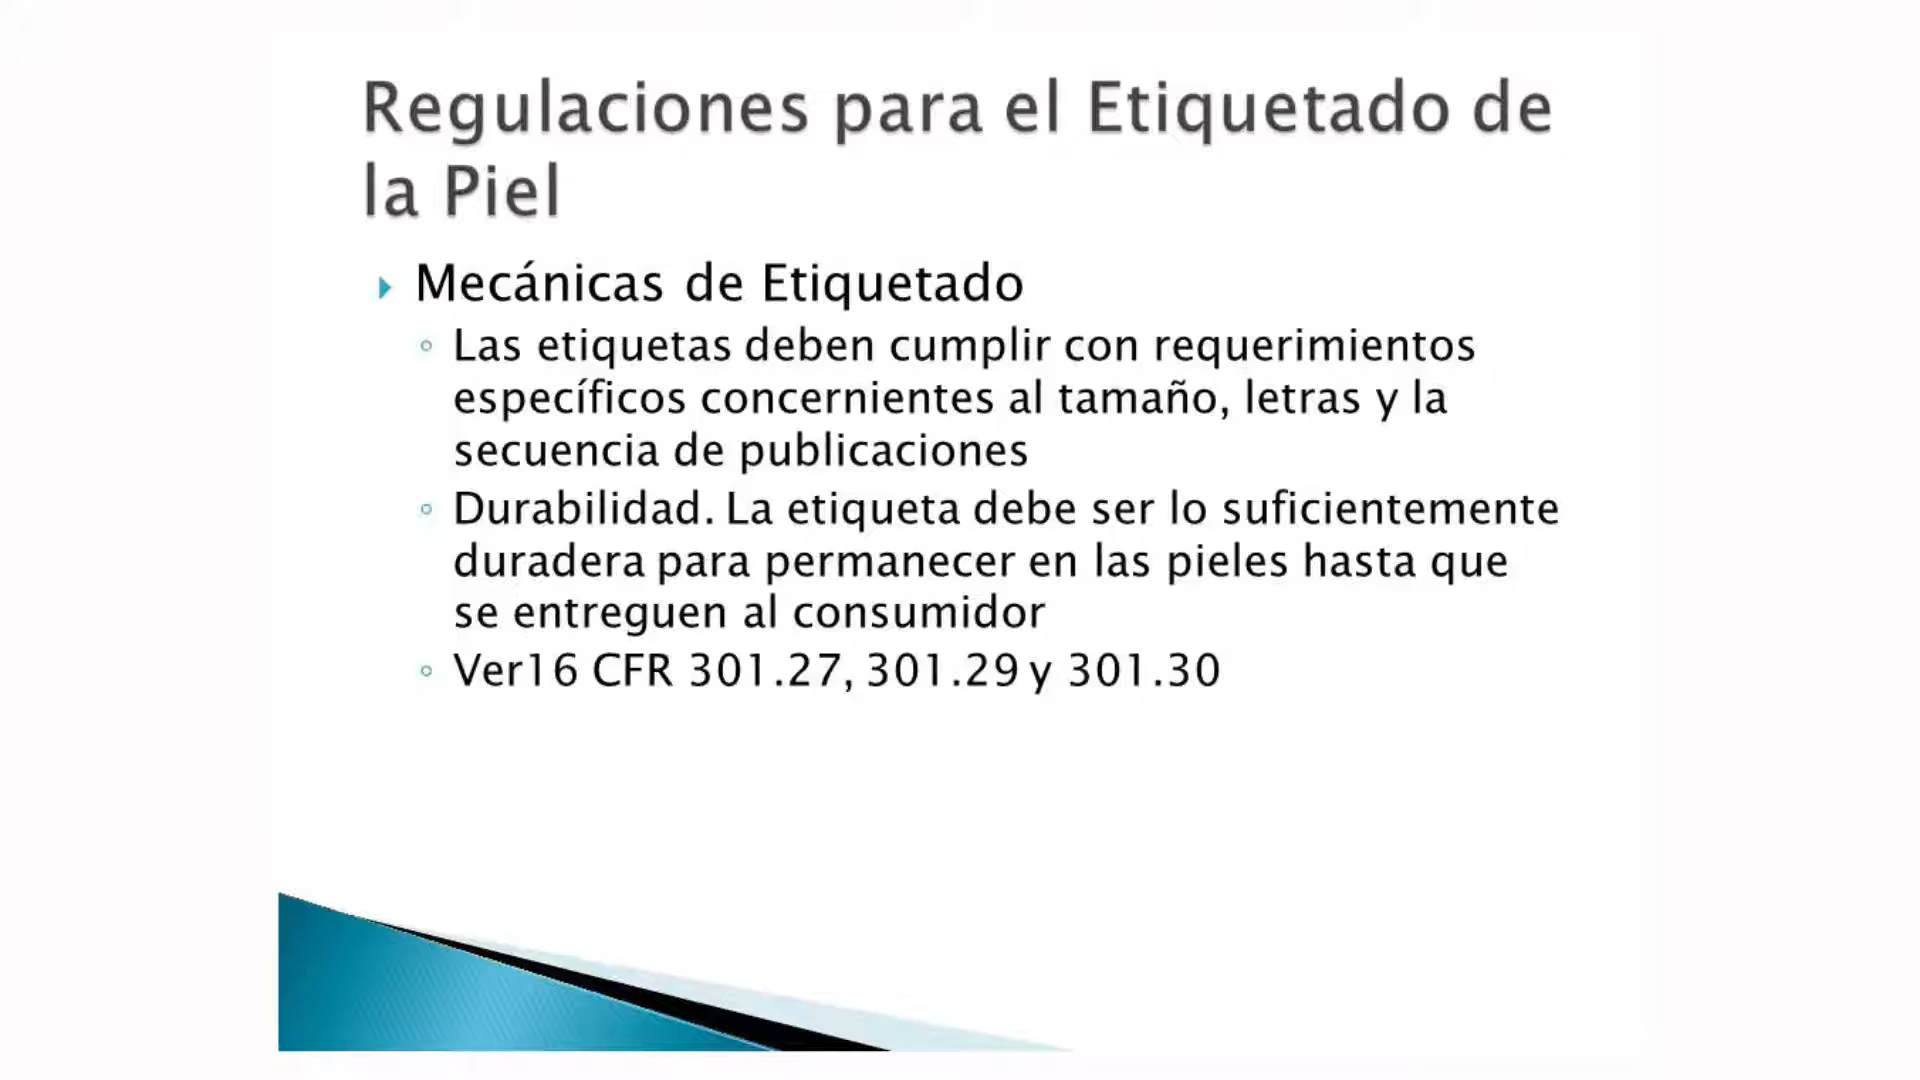 Regulaciones para el Etiquetado de
la Piel
Mecánicas de Etiquetado
Las etiquetas deben cumplir con requerimientos
específicos concernientes al tamaño, letras y la
secuencia de publicaciones
Durabilidad. La etiqueta debe ser lo suficientemente
duradera para permanecer en las pieles hasta que
se entreguen al consumidor
Ver16 CFR 301.27, 301.29 y 301.30